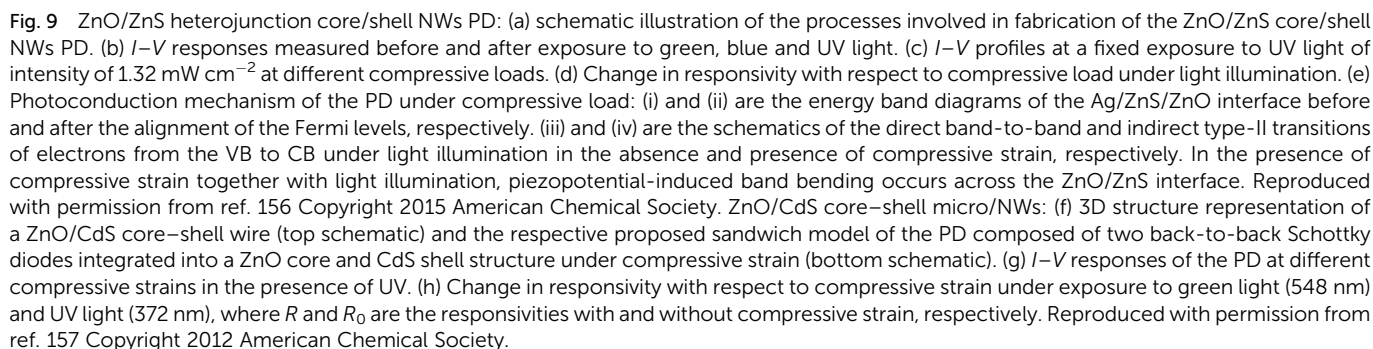 Fig. 9 ZnO/ZnS heterojunction core/shell NWs PD: (a) schematic illustration of the processes involved in fabrication of the ZnO/ZnS core/shell
NWs PD. (b) I–V responses measured before and after exposure to green, blue and UV light. (c) I–V profiles at a fixed exposure to UV light of
intensity of 1.32 mW cm⁻² at different compressive loads. (d) Change in responsivity with respect to compressive load under light illumination. (e)
Photoconduction mechanism of the PD under compressive load: (i) and (ii) are the energy band diagrams of the Ag/ZnS/ZnO interface before
and after the alignment of the Fermi levels, respectively. (iii) and (iv) are the schematics of the direct band-to-band and indirect type-II transitions
of electrons from the VB to CB under light illumination in the absence and presence of compressive strain, respectively. In the presence of
compressive strain together with light illumination, piezopotential-induced band bending occurs across the ZnO/ZnS interface. Reproduced
with permission from ref. 156 Copyright 2015 American Chemical Society. ZnO/CdS core–shell micro/NWs: (f) 3D structure representation of
a ZnO/CdS core–shell wire (top schematic) and the respective proposed sandwich model of the PD composed of two back-to-back Schottky
diodes integrated into a ZnO core and CdS shell structure under compressive strain (bottom schematic). (g) I–V responses of the PD at different
compressive strains in the presence of UV. (h) Change in responsivity with respect to compressive strain under exposure to green light (548 nm)
and UV light (372 nm), where R and R₀ are the responsivities with and without compressive strain, respectively. Reproduced with permission from
ref. 157 Copyright 2012 American Chemical Society.